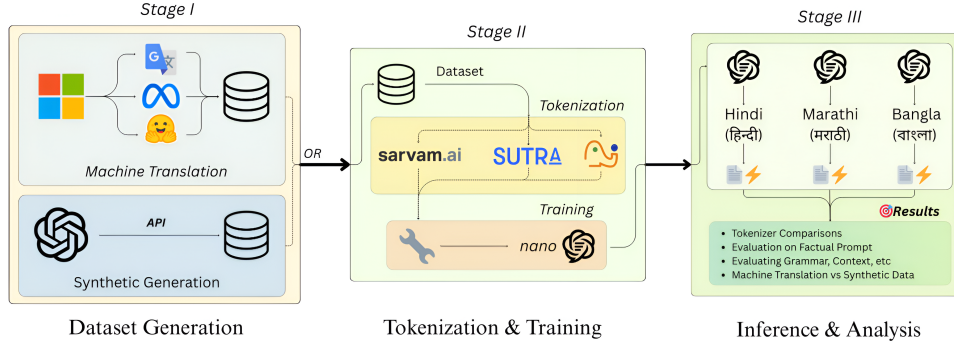 Stage I
Machine Translation
API
Synthetic Generation
Dataset Generation
OR
Stage II
Dataset
Tokenization
sarvam.ai
SUTRA
Training
nano
Tokenization & Training
Stage III
Hindi
(हिन्दी)
Marathi
(मराठी)
Bangla
(বাংলা)
Results
• Tokenizer Comparisons
• Evaluation on Factual Prompt
• Evaluating Grammar, Context, etc
• Machine Translation vs Synthetic Data
Inference & Analysis